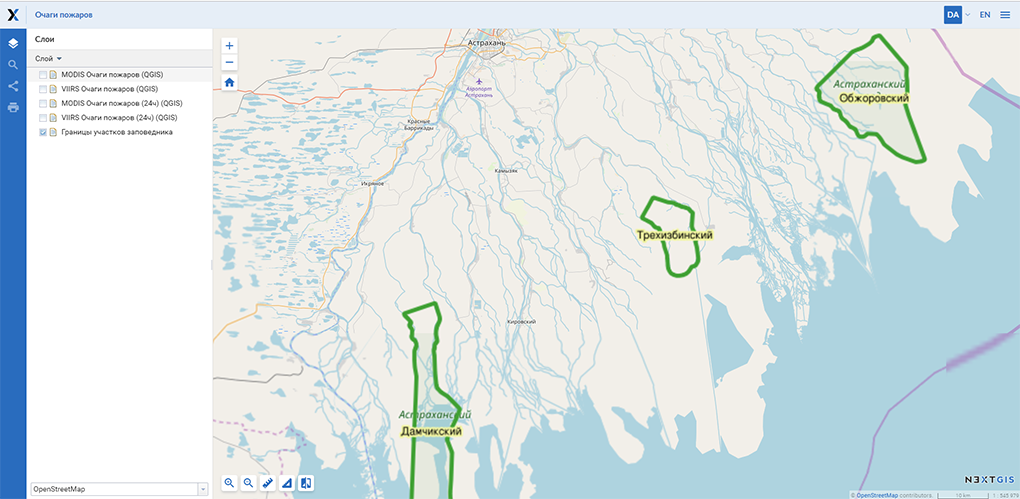 Очаги пожаров
DA
EN
Слои
Слой
MODIS Очаги пожаров (QGIS)
VIIRS Очаги пожаров (QGIS)
MODIS Очаги пожаров (24ч) (QGIS)
VIIRS Очаги пожаров (24ч) (QGIS)
Границы участков заповедника
OpenStreetMap
+
−
Астрахань
Аэропорт
Астрахань
Красные
Баррикады
Икряное
Камызяк
Кировский
Астраханский
Обжоровский
Трехизбинский
Астраханский
Дамчикский
NEXTGIS
© OpenStreetMap contributors.
10 km
1 : 545 979